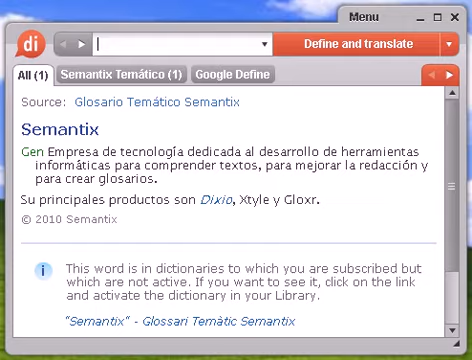 Menu
di
Define and translate
All (1)
Semantix Temático (1)
Google Define
Source: Glosario Temático Semantix
Semantix
Gen Empresa de tecnología dedicada al desarrollo de herramientas
informáticas para comprender textos, para mejorar la redacción y
para crear glosarios.
Su principales productos son Dixio, Xtyle y Gloxr.
© 2010 Semantix
i
This word is in dictionaries to which you are subscribed but
which are not active. If you want to see it, click on the link
and activate the dictionary in your Library.
"Semantix" - Glossari Temàtic Semantix